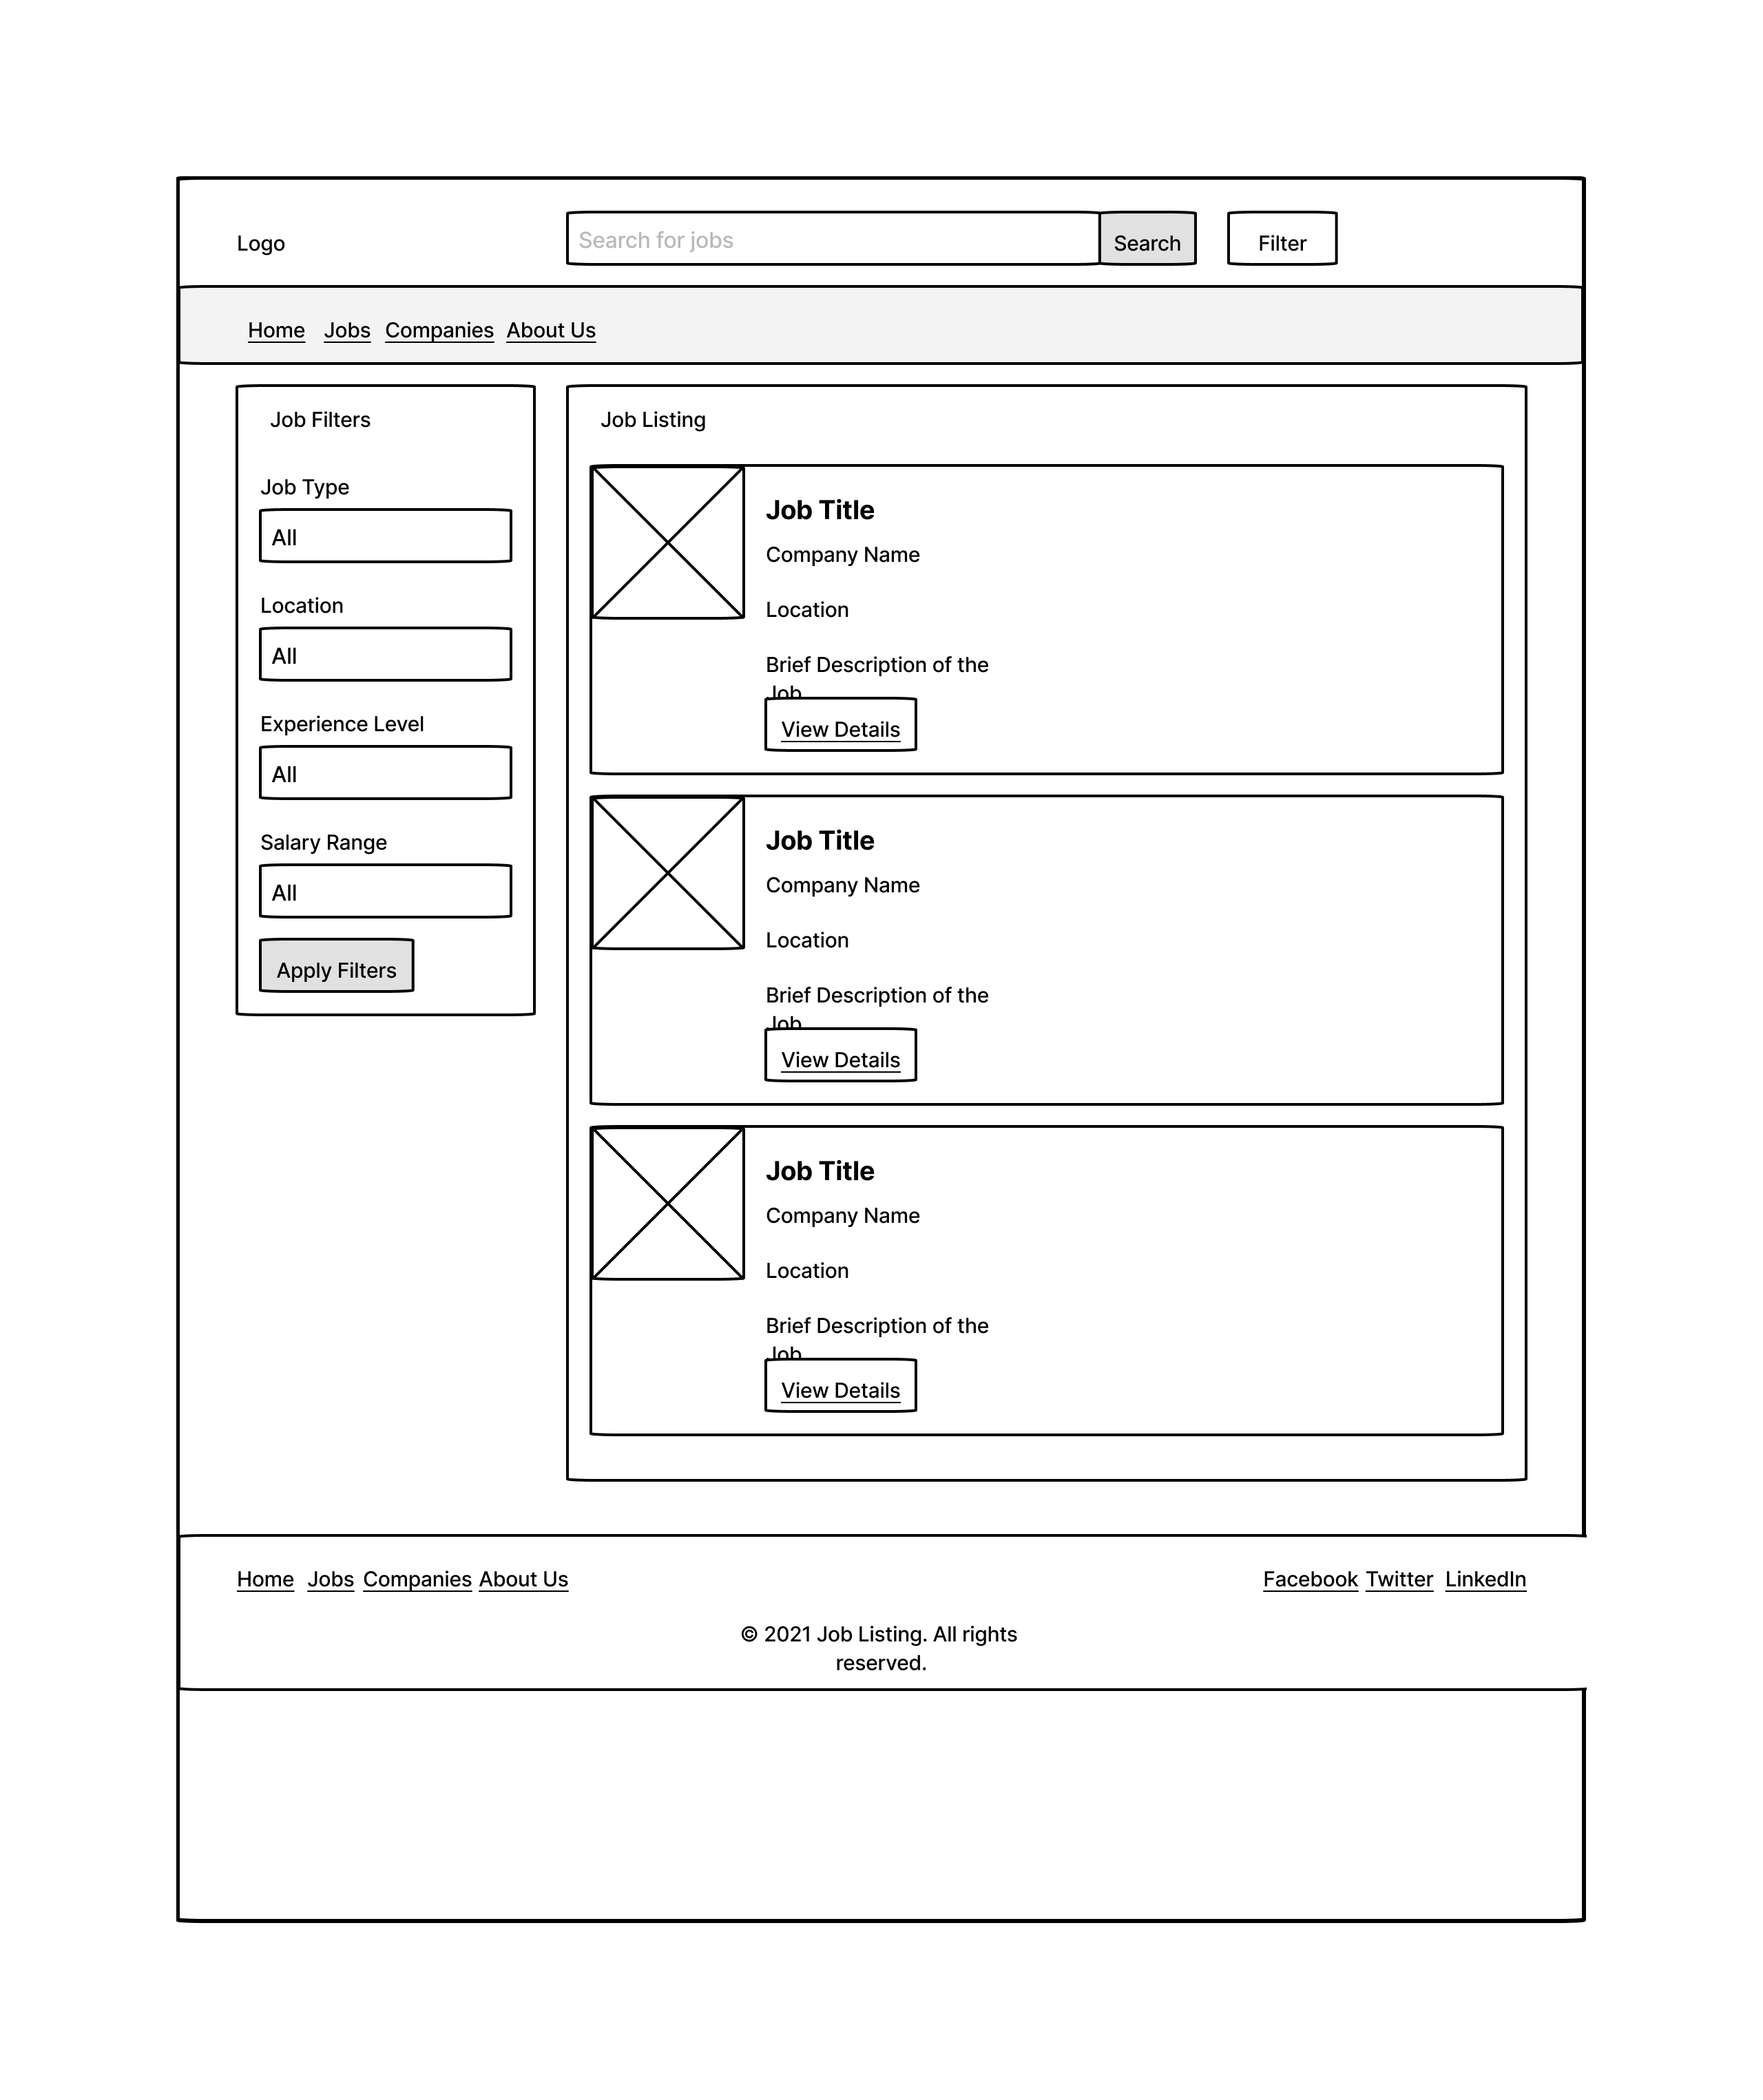 Logo
Search for jobs
Search
Filter
Home Jobs Companies About Us
Job Filters
Job Type
All
Location
All
Experience Level
All
Salary Range
All
Apply Filters
Job Listing
Job Title
Company Name
Location
Brief Description of the
Job
View Details
Job Title
Company Name
Location
Brief Description of the
Job
View Details
Job Title
Company Name
Location
Brief Description of the
Job
View Details
Home Jobs Companies About Us
Facebook Twitter LinkedIn
© 2021 Job Listing. All rights
reserved.